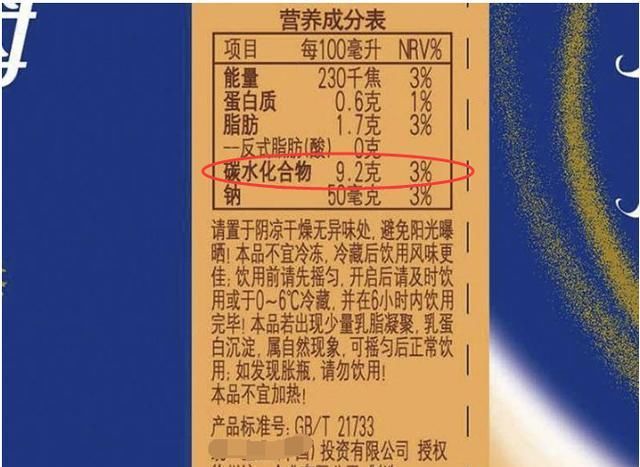 营养成分表
项目 每100毫升 NRV%
能量 230千焦 3%
蛋白质 0.6克 1%
脂肪 1.7克 3%
--反式脂肪(酸) 0克
碳水化合物 9.2克 3%
钠 50毫克 3%
请置于阴凉干燥无异味处, 避免阳光曝
晒! 本品不宜冷冻, 冷藏后饮用风味更
佳; 饮用前请先摇匀, 开启后请及时饮
用或于0~6℃冷藏, 并在6小时内饮用
完毕! 本品若出现少量乳脂凝聚, 乳蛋
白沉淀, 属自然现象, 可摇匀后正常饮
用; 如发现胀瓶, 请勿饮用!
本品不宜加热!
产品标准号: GB/T 21733
国) 投资有限公司 授权